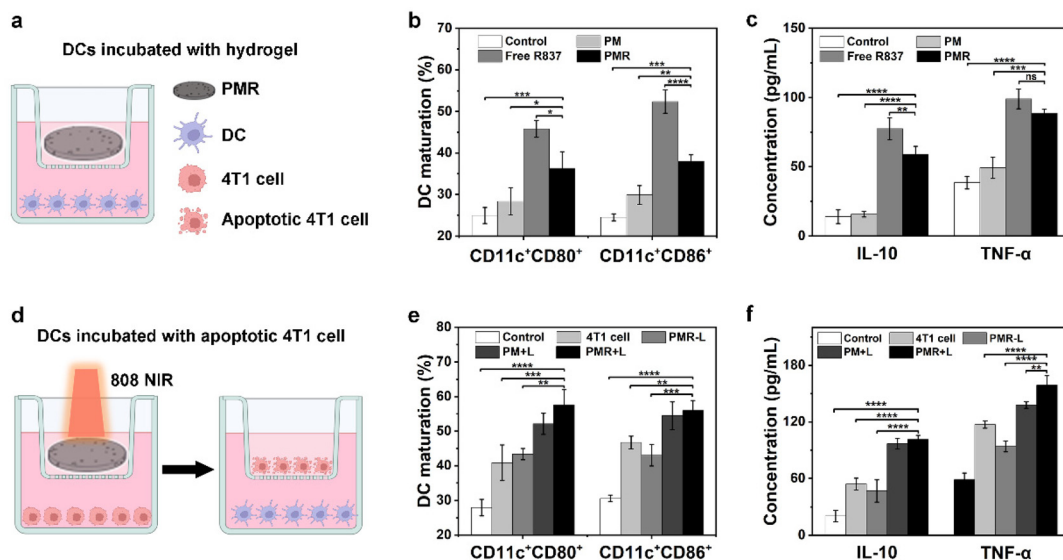 a
DCs incubated with hydrogel
PMR
DC
4T1 cell
Apoptotic 4T1 cell
b
Control PM
Free R837 PMR
DC maturation (%)
60
50
40
30
20
*** * *
**** ** ****
CD11c+CD80+ CD11c+CD86+
c
Control PM
Free R837 PMR
Concentration (pg/mL)
150
100
50
0
**** **** **
**** *** ns
IL-10 TNF-α
d
DCs incubated with apoptotic 4T1 cell
808 NIR
e
Control 4T1 cell PMR-L
PM+L PMR+L
DC maturation (%)
80
70
60
50
40
30
20
**** *** **
**** ** ***
CD11c+CD80+ CD11c+CD86+
f
Control 4T1 cell PMR-L
PM+L PMR+L
Concentration (pg/mL)
180
120
60
0
**** **** ****
**** **** **
IL-10 TNF-α